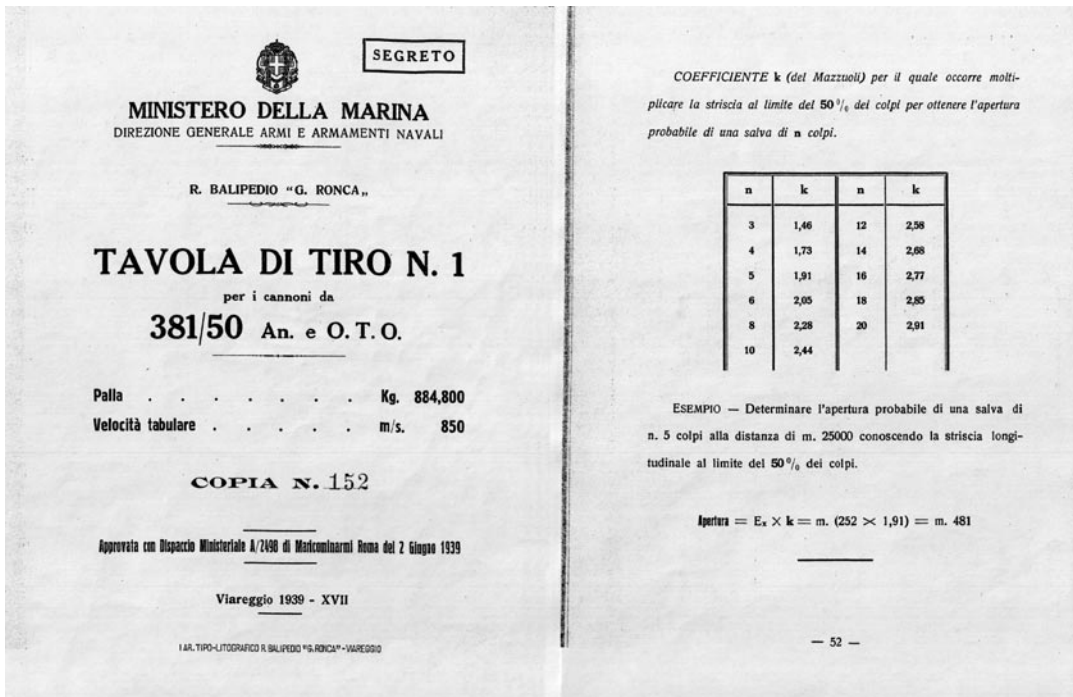 SEGRETO
MINISTERO DELLA MARINA
DIREZIONE GENERALE ARMI E ARMAMENTI NAVALI
R. BALIPEDIO "G. RONCA„
TAVOLA DI TIRO N. 1
per i cannoni da
381/50 An. e O. T. O.
Palla . . . . . . . Kg. 884,800
Velocità tabulare . . . . . m/s. 850
COPIA N. 152
Approvata con Dispaccio Ministeriale A/2498 di Maricominarmi Roma del 2 Giugno 1939
Viareggio 1939 - XVII
TIPO-LITOGRAFICO R. BALIPEDIO "G. RONCA" - VIAREGGIO
COEFFICIENTE k (del Mazzuoli) per il quale occorre molti-
plicare la striscia al limite del 50 % dei colpi per ottenere l'apertura
probabile di una salva di n colpi.
n k n k
3 1,46 12 2,58
4 1,73 14 2,68
5 1,91 16 2,77
6 2,05 18 2,85
8 2,28 20 2,91
10 2,44
ESEMPIO — Determinare l'apertura probabile di una salva di
n. 5 colpi alla distanza di m. 25000 conoscendo la striscia longi-
tudinale al limite del 50 % dei colpi.
Apertura = Ex × k = m. (252 × 1,91) = m. 481
— 52 —